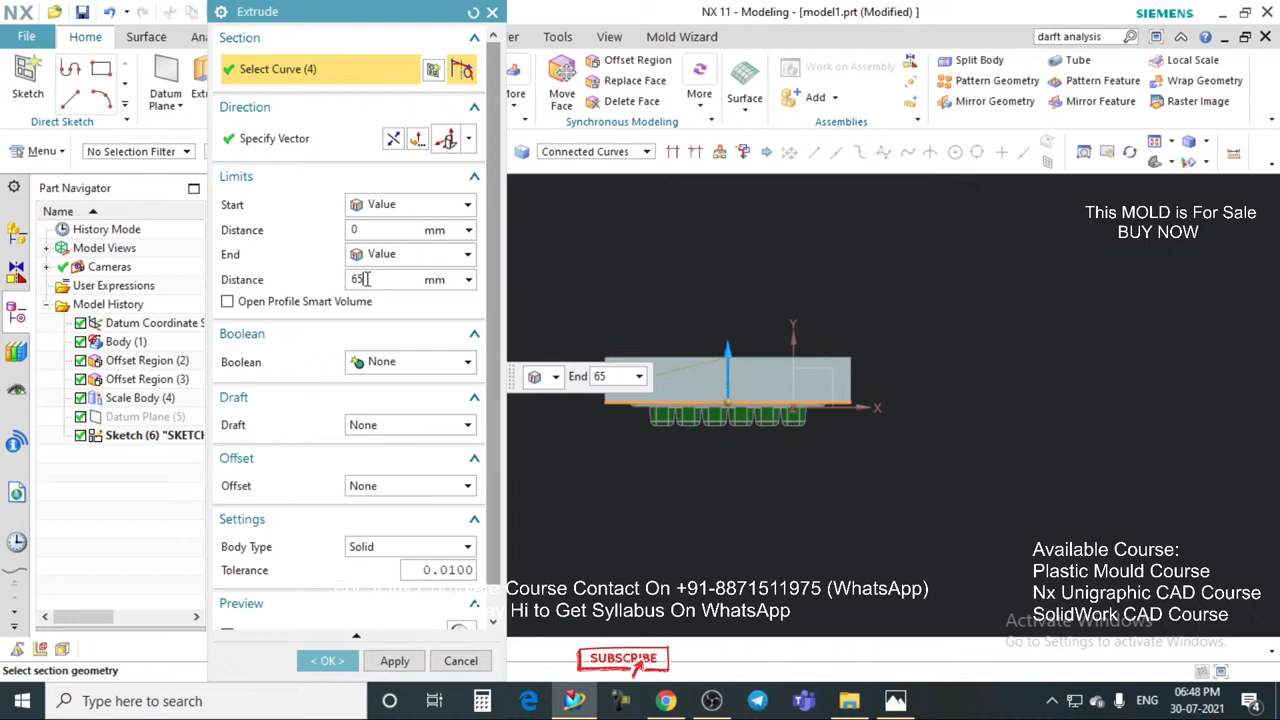 NX
Extrude
NX 11 - Modeling - [model1.prt (Modified) ]
SIEMENS
File
Home
Surface
Tools
View
Mold Wizard
darft analysis
Section
Select Curve (4)
Sketch
Datum
Plane
Direct Sketch
More
Move
Face
Offset Region
Replace Face
Delete Face
More
Surface
Work on Assembly
Add
Split Body
Pattern Geometry
Mirror Geometry
Tube
Pattern Feature
Mirror Feature
Local Scale
Wrap Geometry
Raster Image
Synchronous Modeling
Assemblies
Direction
Specify Vector
Menu
No Selection Filter
Connected Curves
Limits
Start
Value
Distance
0
mm
End
Value
Distance
65
mm
Open Profile Smart Volume
Boolean
Boolean
None
Draft
Draft
None
Offset
Offset
None
Settings
Body Type
Solid
Tolerance
0.0100
Preview
< OK >
Apply
Cancel
Part Navigator
Name
History Mode
Model Views
Cameras
User Expressions
Model History
Datum Coordinate S
Body (1)
Offset Region (2)
Offset Region (3)
Scale Body (4)
Datum Plane (5)
Sketch (6) "SKETCH
Select section geometry
This MOLD is For Sale
BUY NOW
Y
X
End
65
Available Course:
Plastic Mould Course
Nx Unigraphic CAD Course
SolidWork CAD Course
Course Contact On +91-8871511975 (WhatsApp)
Hi to Get Syllabus On WhatsApp
Activate Windows
Go to Settings to activate Windows.
SUBSCRIBE
Type here to search
ENG
06:48 PM
30-07-2021
4